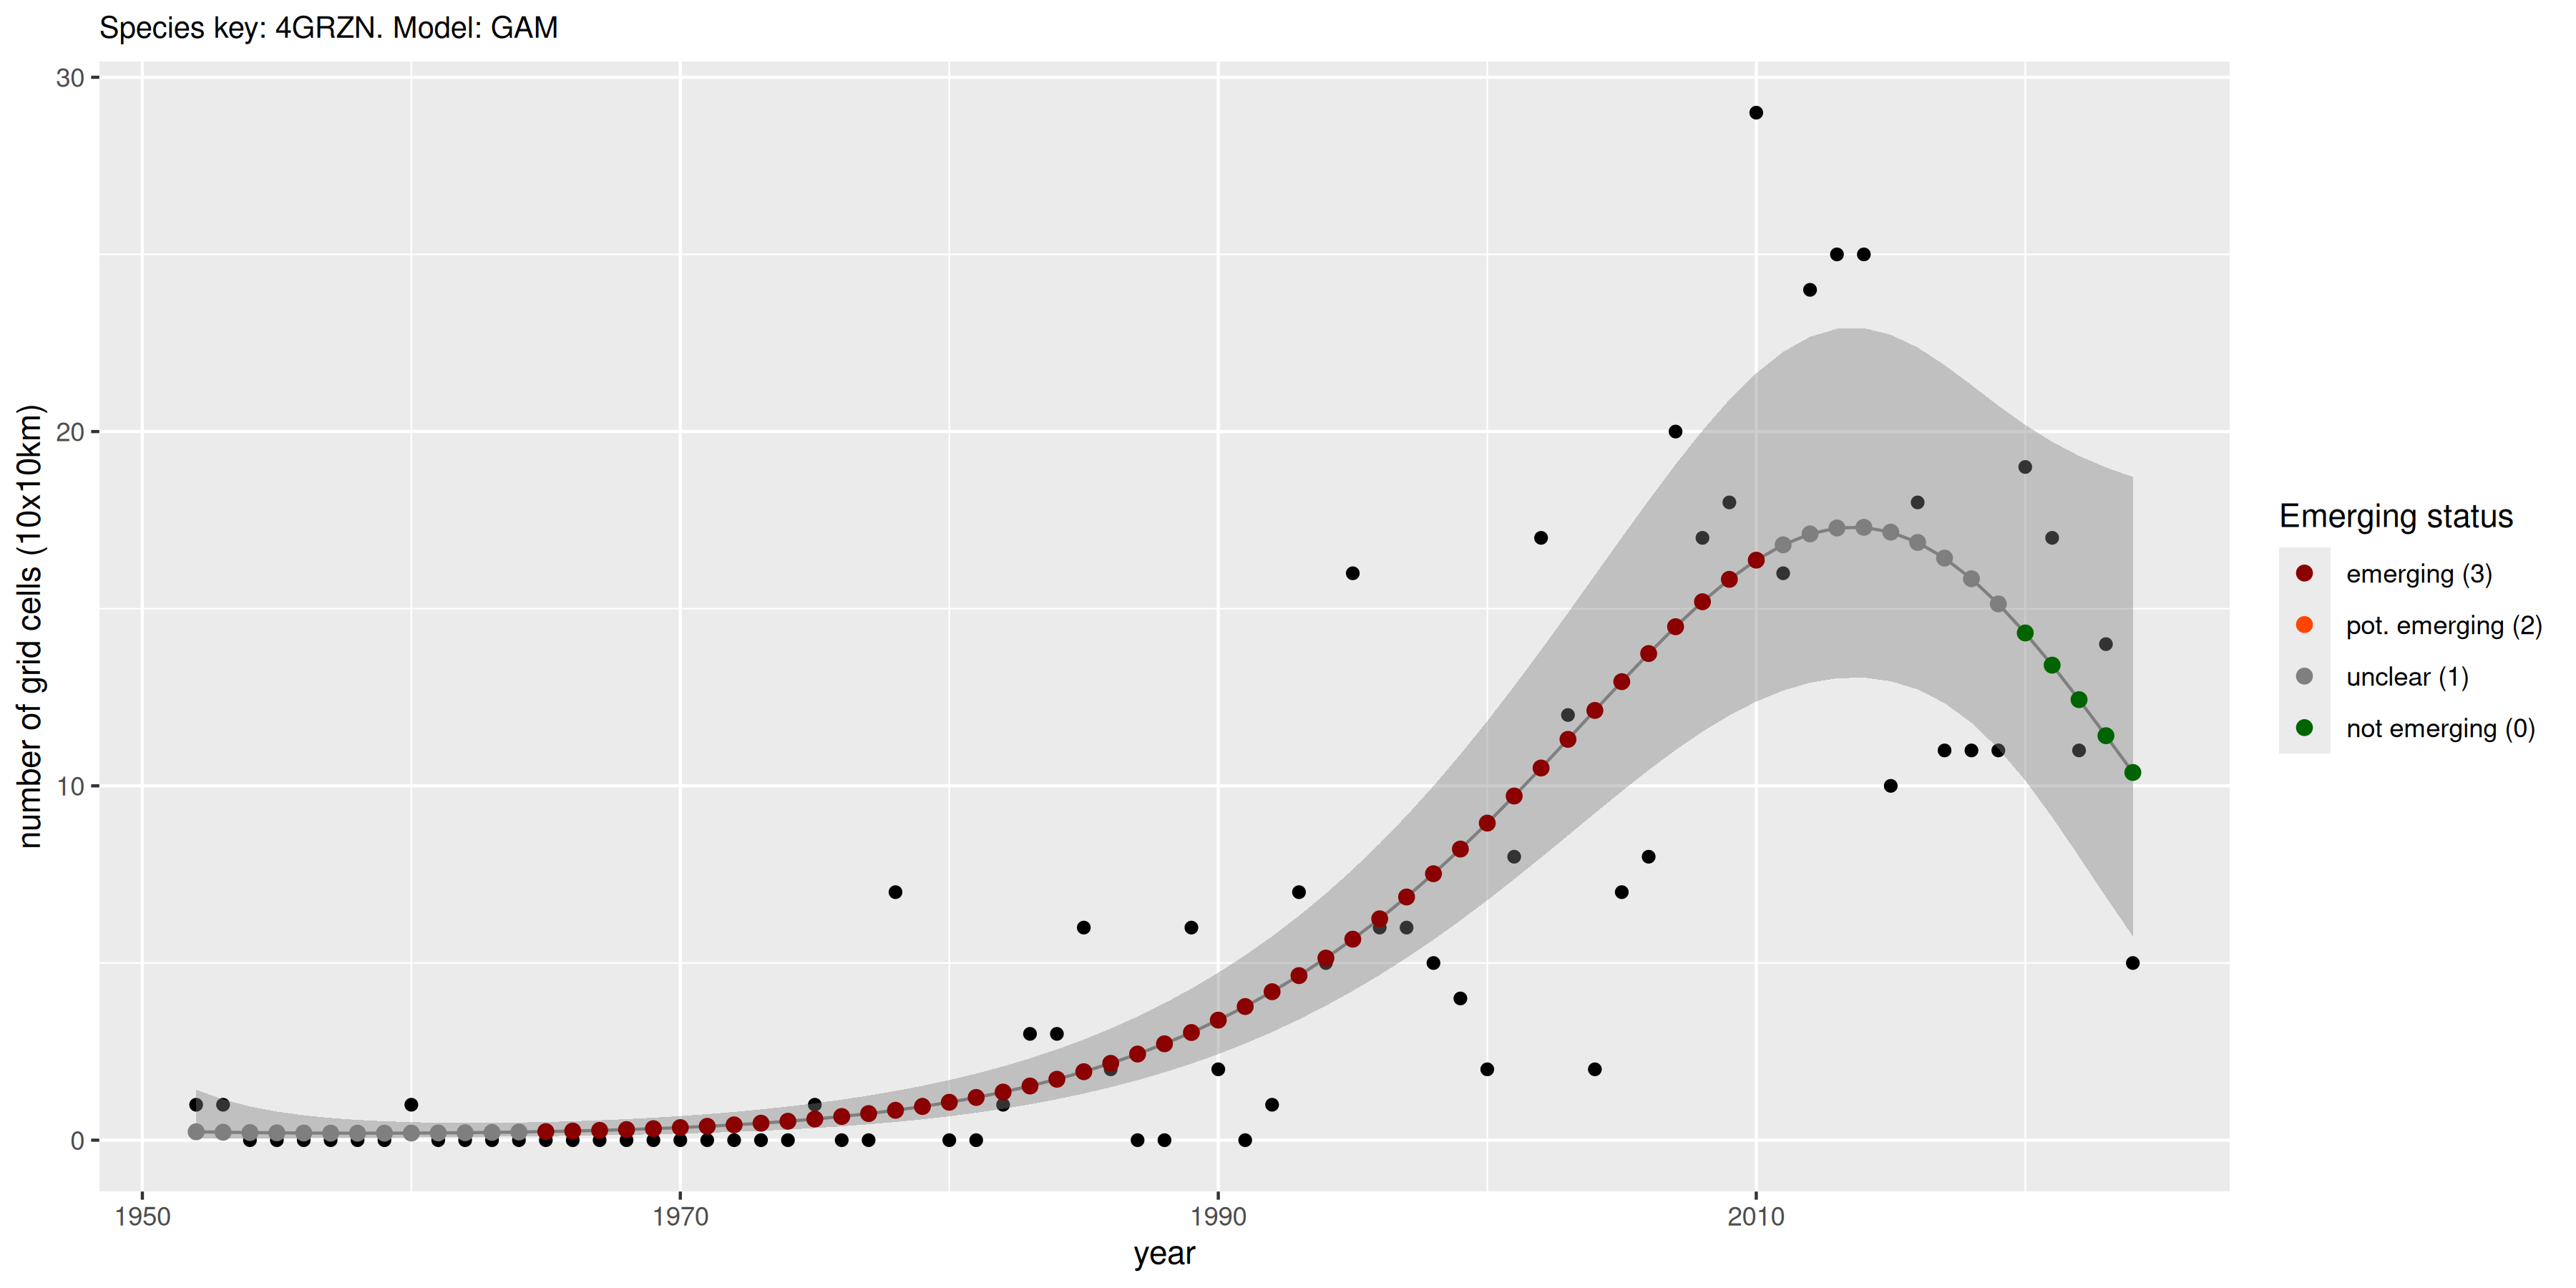 Species key: 4GRZN. Model: GAM
30
20
10
0
number of grid cells (10x10km)
1950
1970
1990
2010
year
Emerging status
emerging (3)
pot. emerging (2)
unclear (1)
not emerging (0)